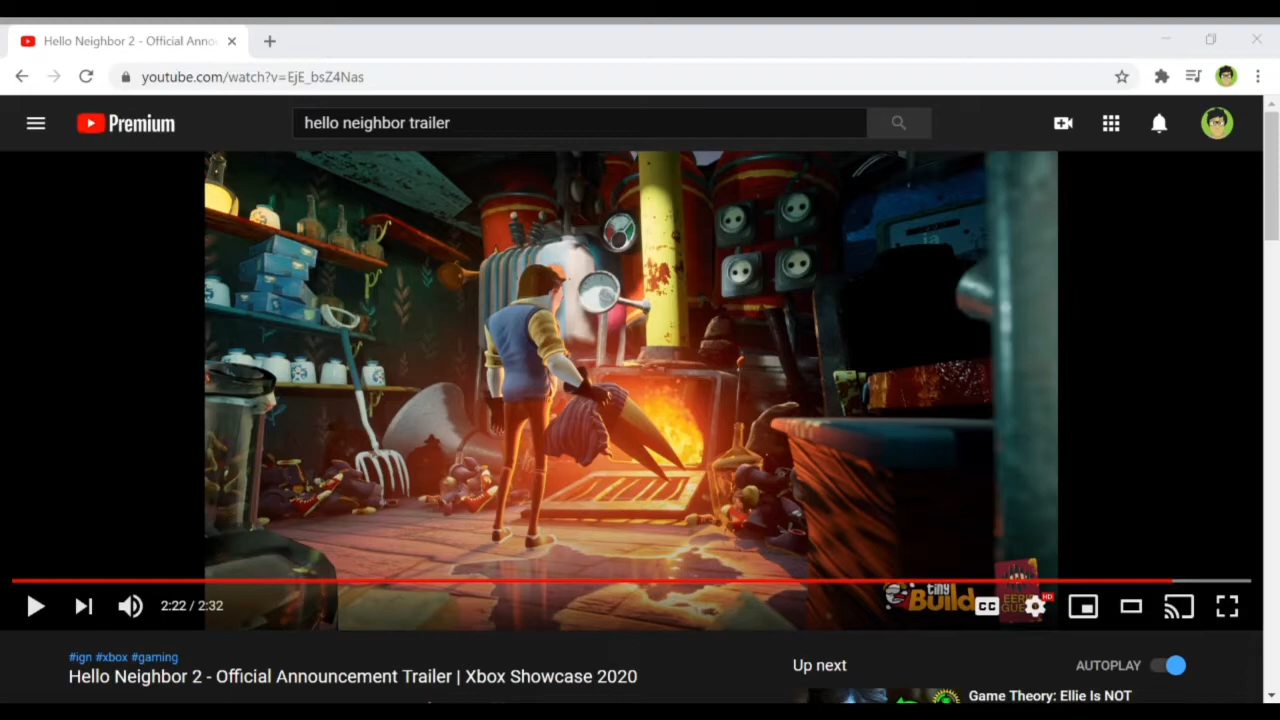 Hello Neighbor 2 - Official Anno
youtube.com/watch?v=EjE_bsZ4Nas
Premium
hello neighbor trailer
tiny
Build
CC
HD
2:22 / 2:32
#ign #xbox #gaming
Hello Neighbor 2 - Official Announcement Trailer | Xbox Showcase 2020
Up next
AUTOPLAY
Game Theory: Ellie Is NOT